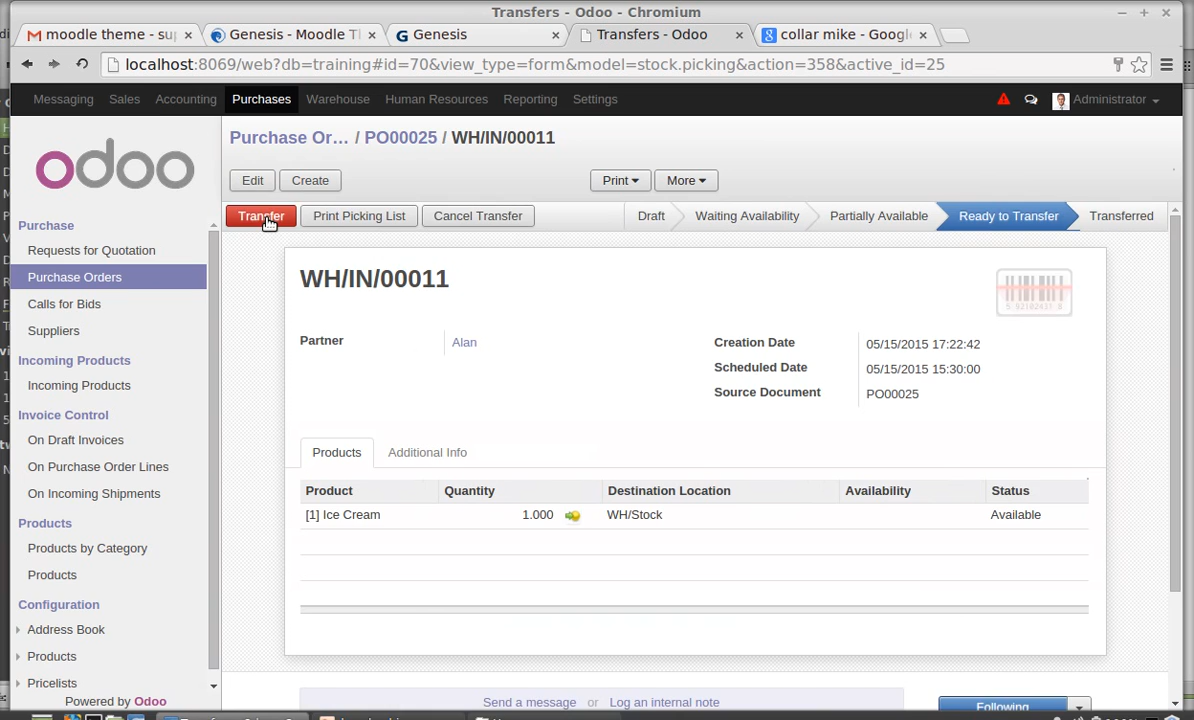 Transfers - Odoo - Chromium
moodle theme - su
Genesis - Moodle T
Genesis
Transfers - Odoo
collar mike - Googl
localhost:8069/web?db=training#id=70&view_type=form&model=stock.picking&action=358&active_id=25
Messaging Sales Accounting Purchases Warehouse Human Resources Reporting Settings
Administrator
odoo
Purchase Or... / PO00025 / WH/IN/00011
Edit Create Print More
Transfer Print Picking List Cancel Transfer
Draft Waiting Availability Partially Available Ready to Transfer Transferred
Purchase
Requests for Quotation
Purchase Orders
Calls for Bids
Suppliers
Incoming Products
Incoming Products
Invoice Control
On Draft Invoices
On Purchase Order Lines
On Incoming Shipments
Products
Products by Category
Products
Configuration
Address Book
Products
Pricelists
Powered by Odoo
WH/IN/00011
Partner Alan
Creation Date 05/15/2015 17:22:42
Scheduled Date 05/15/2015 15:30:00
Source Document PO00025
Products Additional Info
Product Quantity Destination Location Availability Status
[1] Ice Cream 1.000 WH/Stock Available
Send a message or Log an internal note
Following